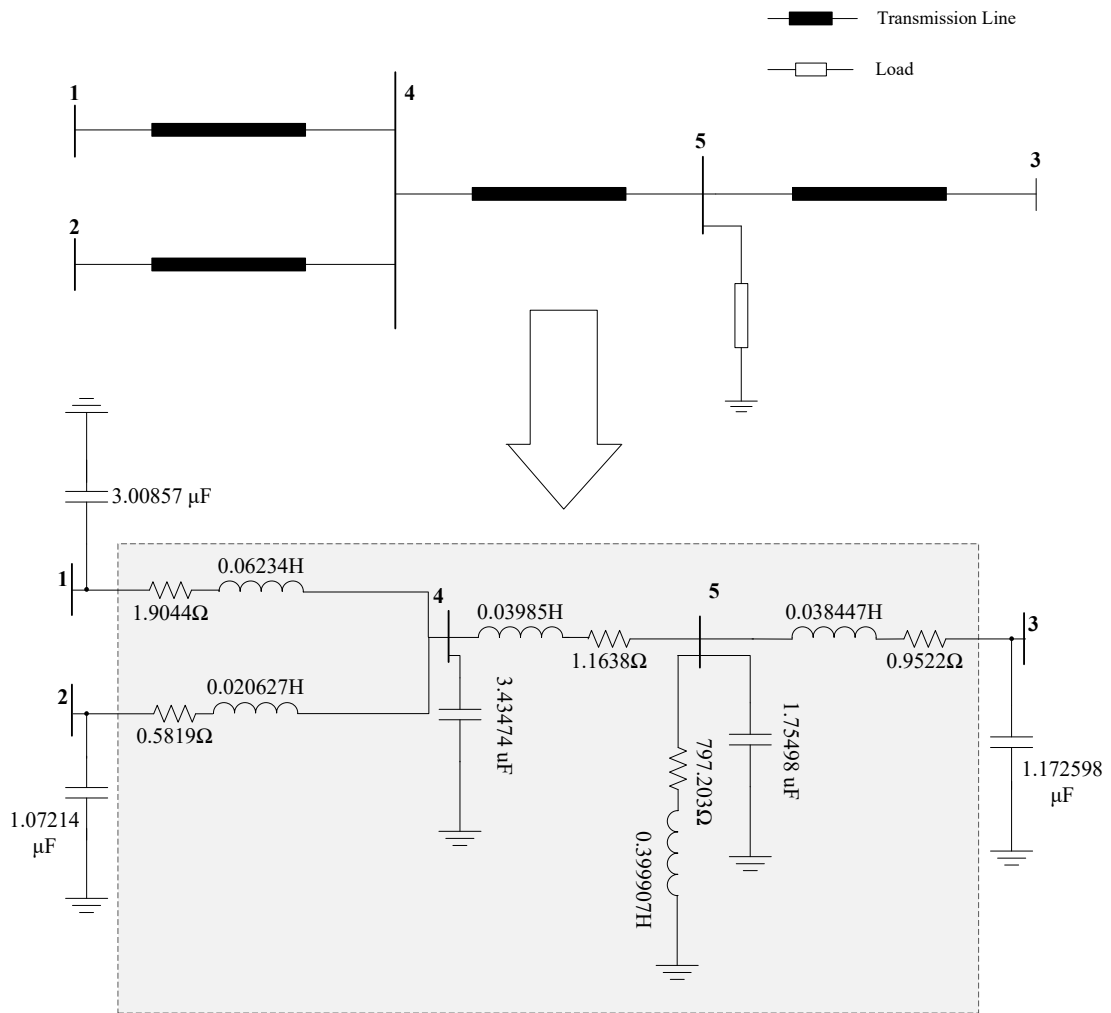 Transmission Line
Load
1
4
5
3
2
3.00857 µF
0.06234H
1
1.9044Ω
4
0.03985H
5
0.038447H
3
1.1638Ω
0.9522Ω
2
0.020627H
0.5819Ω
3.43474 uF
797.203Ω
1.75498 uF
0.399907H
1.07214
µF
1.172598
µF